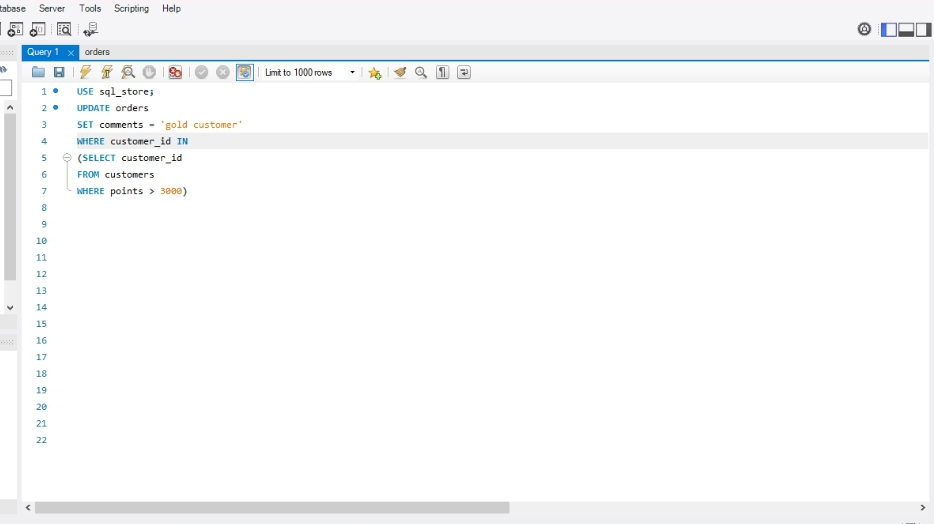 Server Tools Scripting Help
Query 1 orders
Limit to 1000 rows
1 USE sql_store;
2 UPDATE orders
3 SET comments = 'gold customer'
4 WHERE customer_id IN
5 (SELECT customer_id
6 FROM customers
7 WHERE points > 3000)
8
9
10
11
12
13
14
15
16
17
18
19
20
21
22